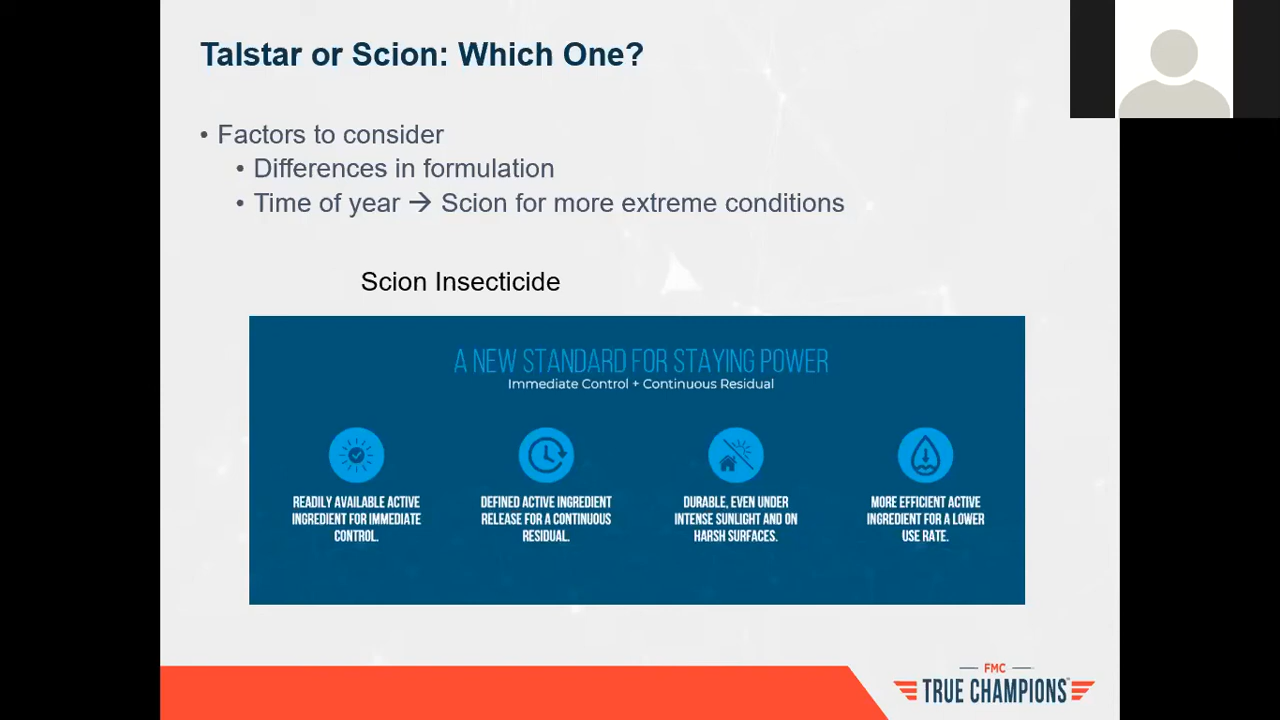 Talstar or Scion: Which One?
• Factors to consider
• Differences in formulation
• Time of year → Scion for more extreme conditions
Scion Insecticide
A NEW STANDARD FOR STAYING POWER
Immediate Control + Continuous Residual
READILY AVAILABLE ACTIVE
INGREDIENT FOR IMMEDIATE
CONTROL.
DEFINED ACTIVE INGREDIENT
RELEASE FOR A CONTINUOUS
RESIDUAL.
DURABLE, EVEN UNDER
INTENSE SUNLIGHT AND ON
HARSH SURFACES.
MORE EFFICIENT ACTIVE
INGREDIENT FOR A LOWER
USE RATE.
FMC
TRUE CHAMPIONS